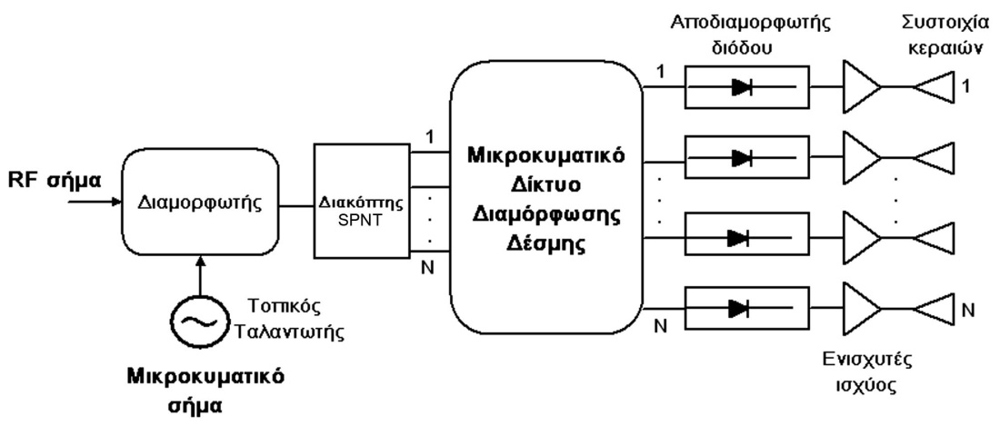 Αποδιαμορφωτής
διόδου
Συστοιχία
κεραιών
1
1
1
Μικροκυματικό
Δίκτυο
Διαμόρφωσης
Δέσμης
RF σήμα
Διαμορφωτής
Διακόπτης
SPNT
N
N
N
Τοπικός
Ταλαντωτής
Μικροκυματικό
σήμα
Ενισχυτές
ισχύος